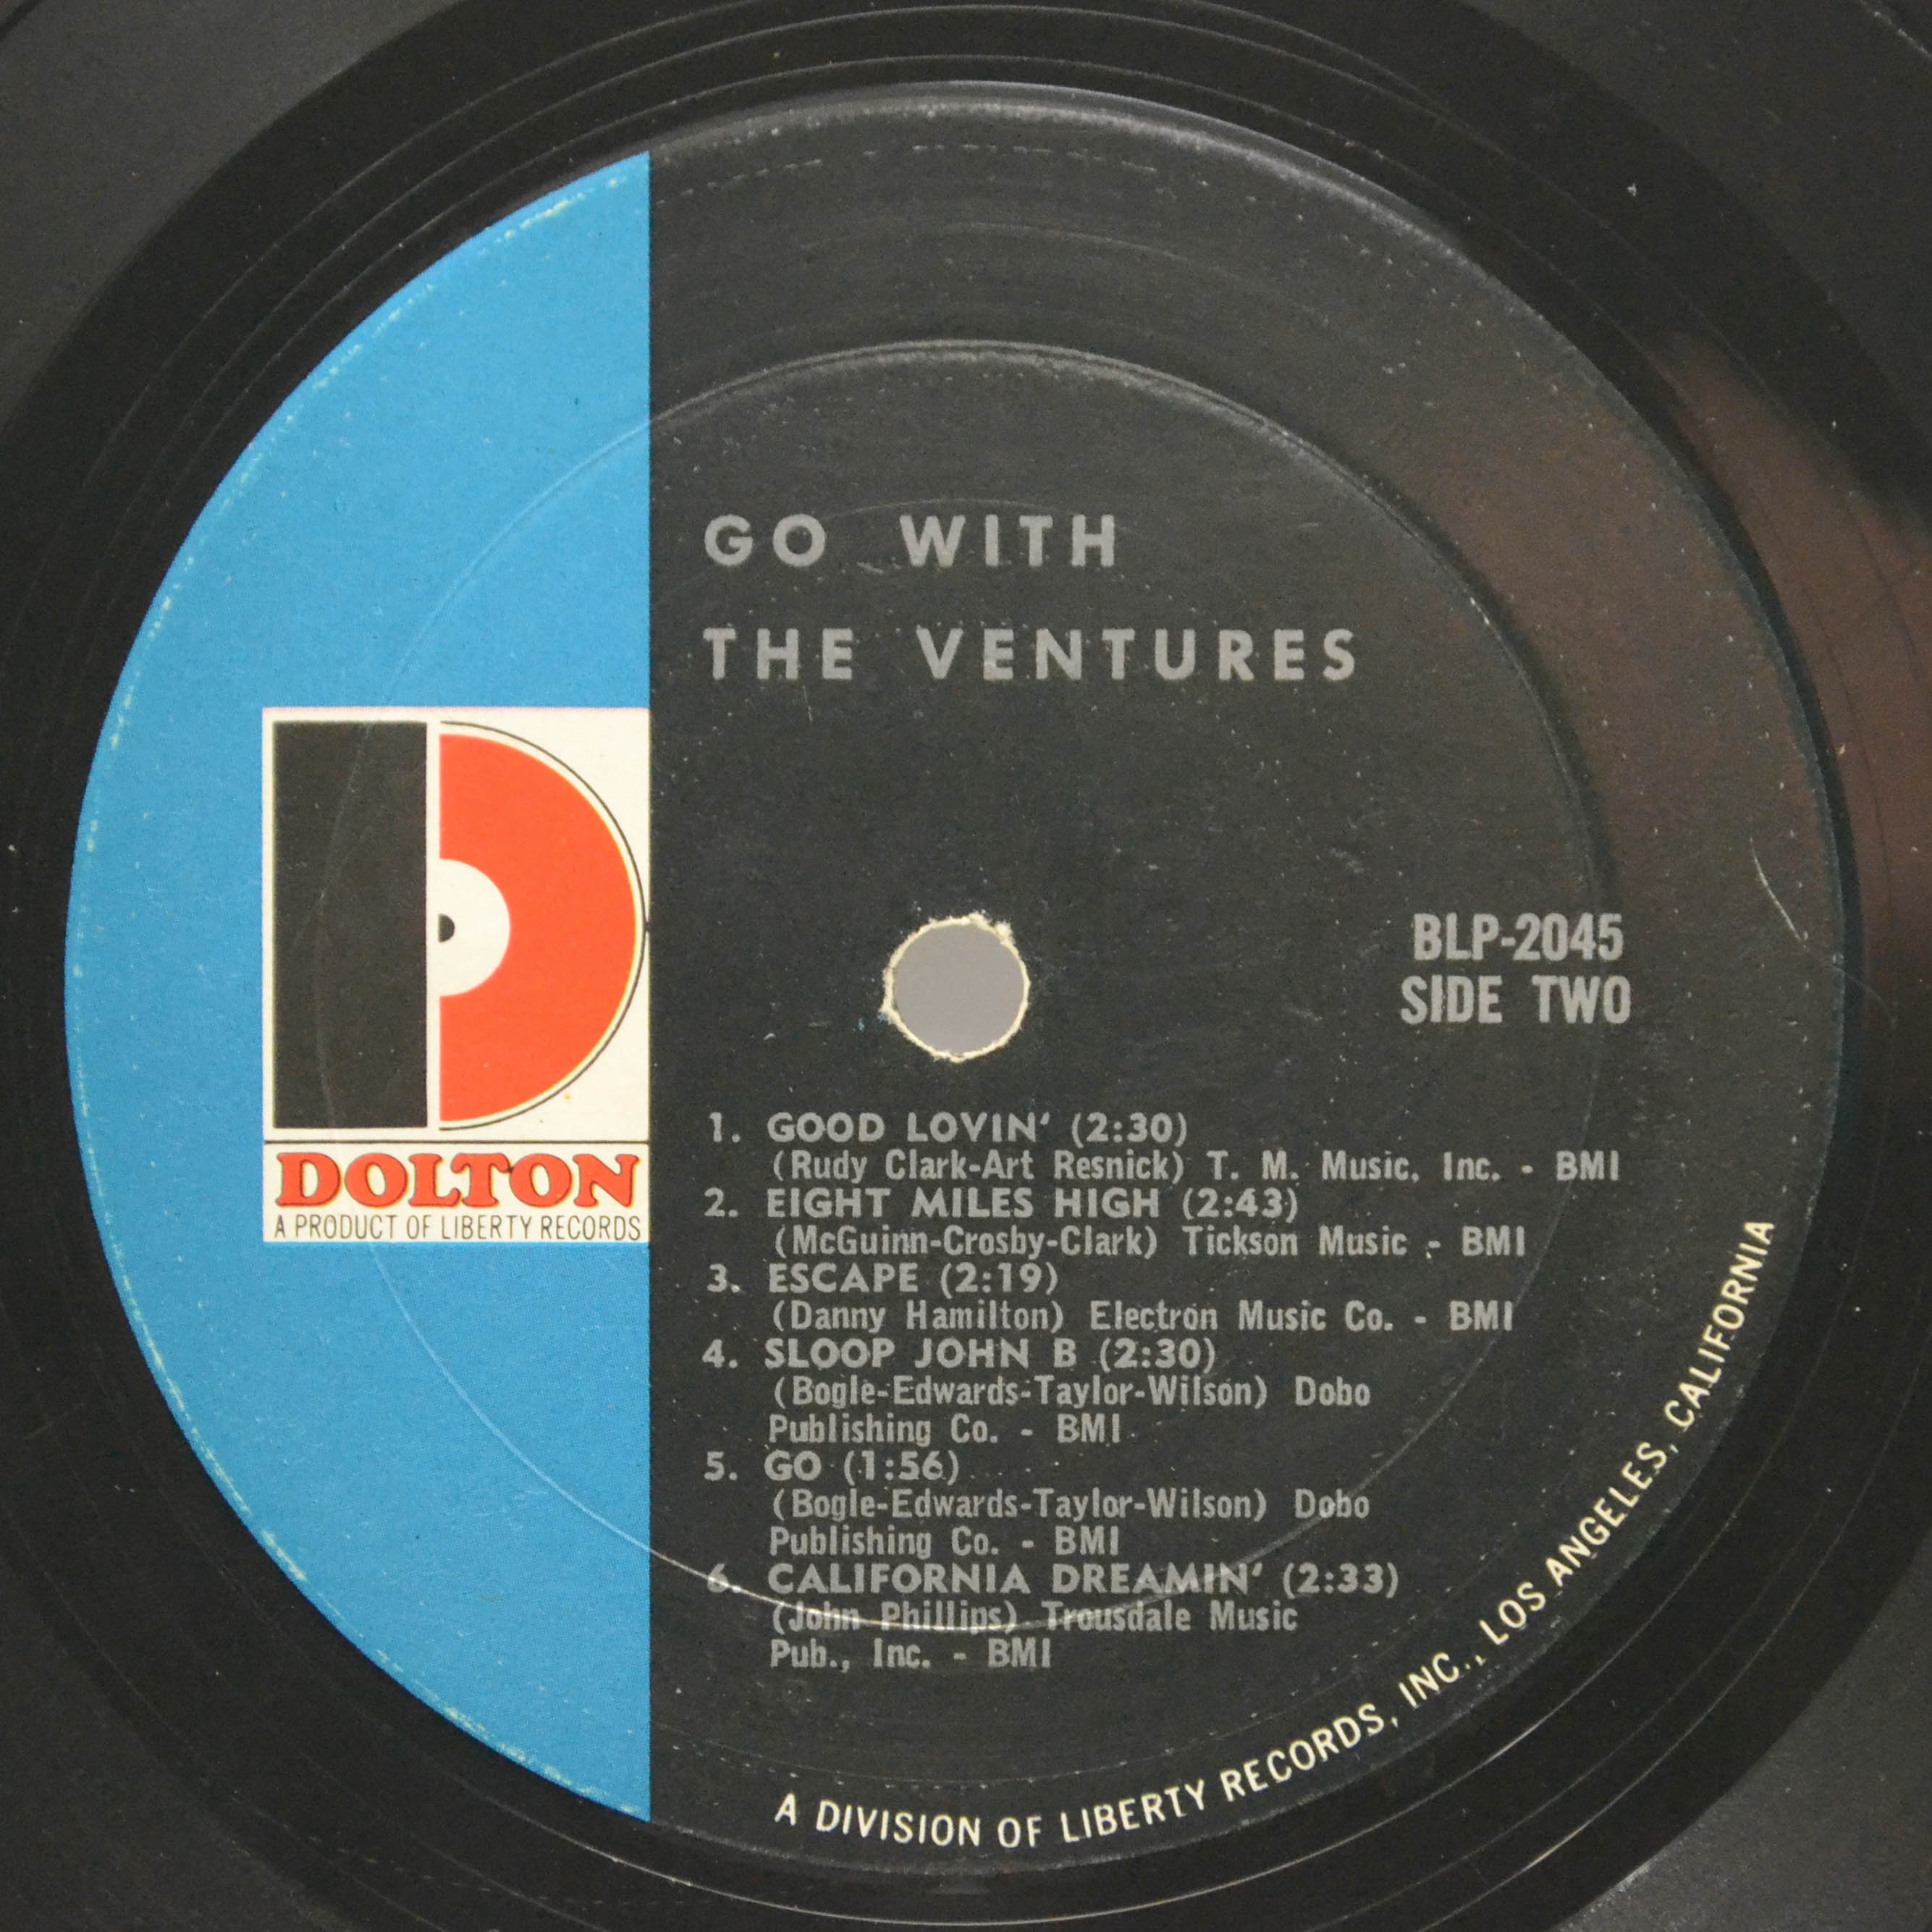 GO WITH
THE VENTURES
BLP-2045
SIDE TWO
DOLTON
A PRODUCT OF LIBERTY RECORDS
1. GOOD LOVIN' (2:30)
(Rudy Clark-Art Resnick) T. M. Music, Inc. - BMI
2. EIGHT MILES HIGH (2:43)
(McGuinn-Crosby-Clark) Tickson Music - BMI
3. ESCAPE (2:19)
(Danny Hamilton) Electron Music Co. - BMI
4. SLOOP JOHN B (2:30)
(Bogle-Edwards-Taylor-Wilson) Dobo
Publishing Co. - BMI
5. GO (1:56)
(Bogle-Edwards-Taylor-Wilson) Dobo
Publishing Co. - BMI
6. CALIFORNIA DREAMIN' (2:33)
(John Phillips) Trousdale Music
Pub., Inc. - BMI
A DIVISION OF LIBERTY RECORDS, INC., LOS ANGELES, CALIFORNIA